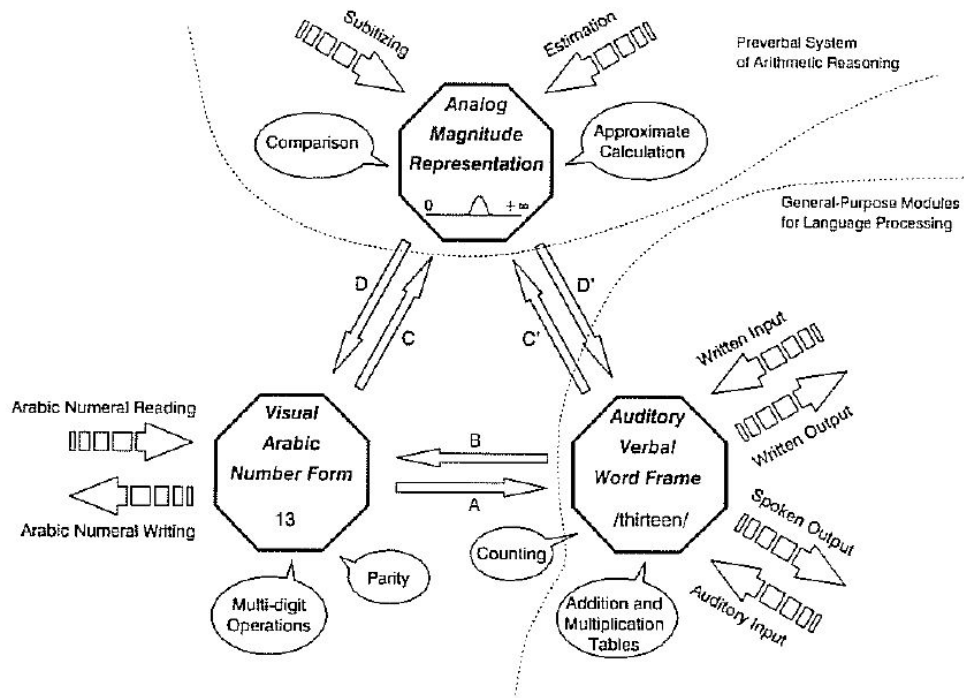 Subitizing
Estimation
Preverbal System
of Arithmetic Reasoning
Analog
Magnitude
Representation
0
+ ∞
Comparison
Approximate
Calculation
General-Purpose Modules
for Language Processing
D
C
D'
C'
Written Input
Written Output
Arabic Numeral Reading
Arabic Numeral Writing
Visual
Arabic
Number Form
13
B
A
Auditory
Verbal
Word Frame
/thirteen/
Spoken Output
Auditory Input
Counting
Parity
Multi-digit
Operations
Addition and
Multiplication
Tables